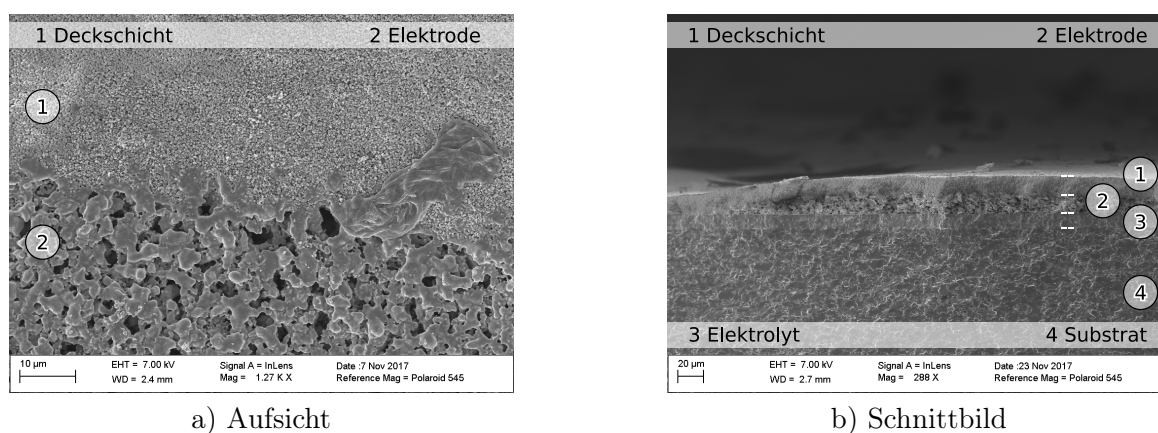 1 Deckschicht 2 Elektrode
1
2
10 µm
EHT = 7.00 kV
WD = 2.4 mm
Signal A = InLens
Mag = 1.27 K X
Date :7 Nov 2017
Reference Mag = Polaroid 545
a) Aufsicht
1 Deckschicht 2 Elektrode
1
2
3
4
3 Elektrolyt 4 Substrat
20 µm
EHT = 7.00 kV
WD = 2.7 mm
Signal A = InLens
Mag = 288 X
Date :23 Nov 2017
Reference Mag = Polaroid 545
b) Schnittbild